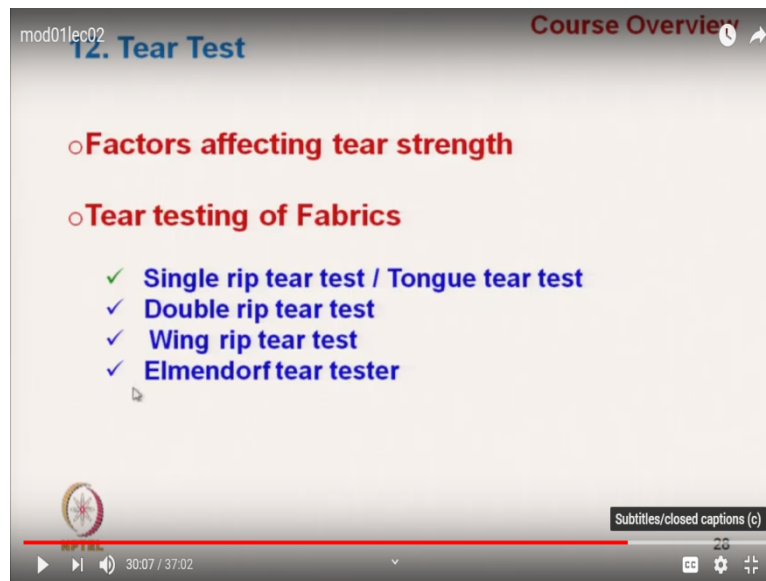 Course Overview
mod01lec02
12. Tear Test
oFactors affecting tear strength
oTear testing of Fabrics
✓ Single rip tear test / Tongue tear test
✓ Double rip tear test
✓ Wing rip tear test
✓ Elmendorf tear tester
Subtitles/closed captions (c)
NPTEL
28
30:07 / 37:02
CC